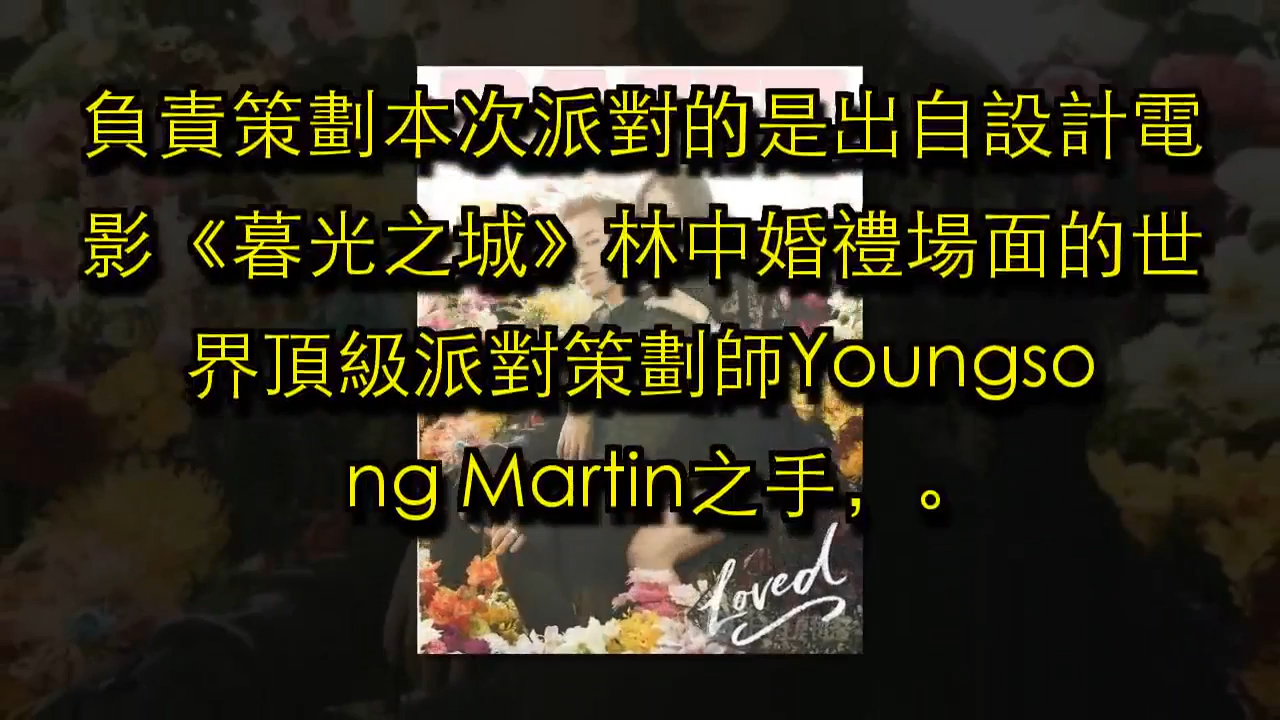 負責策劃本次派對的是出自設計電
影《暮光之城》林中婚禮場面的世
界頂級派對策劃師Youngso
ng Martin之手，。
Loved